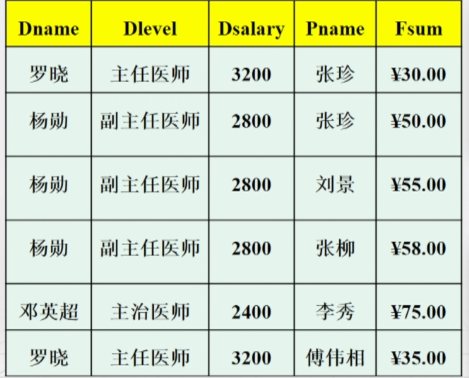 Dname Dlevel Dsalary Pname Fsum
罗晓 主任医师 3200 张珍 ¥30.00
杨勋 副主任医师 2800 张珍 ¥50.00
杨勋 副主任医师 2800 刘景 ¥55.00
杨勋 副主任医师 2800 张柳 ¥58.00
邓英超 主治医师 2400 李秀 ¥75.00
罗晓 主任医师 3200 傅伟相 ¥35.00